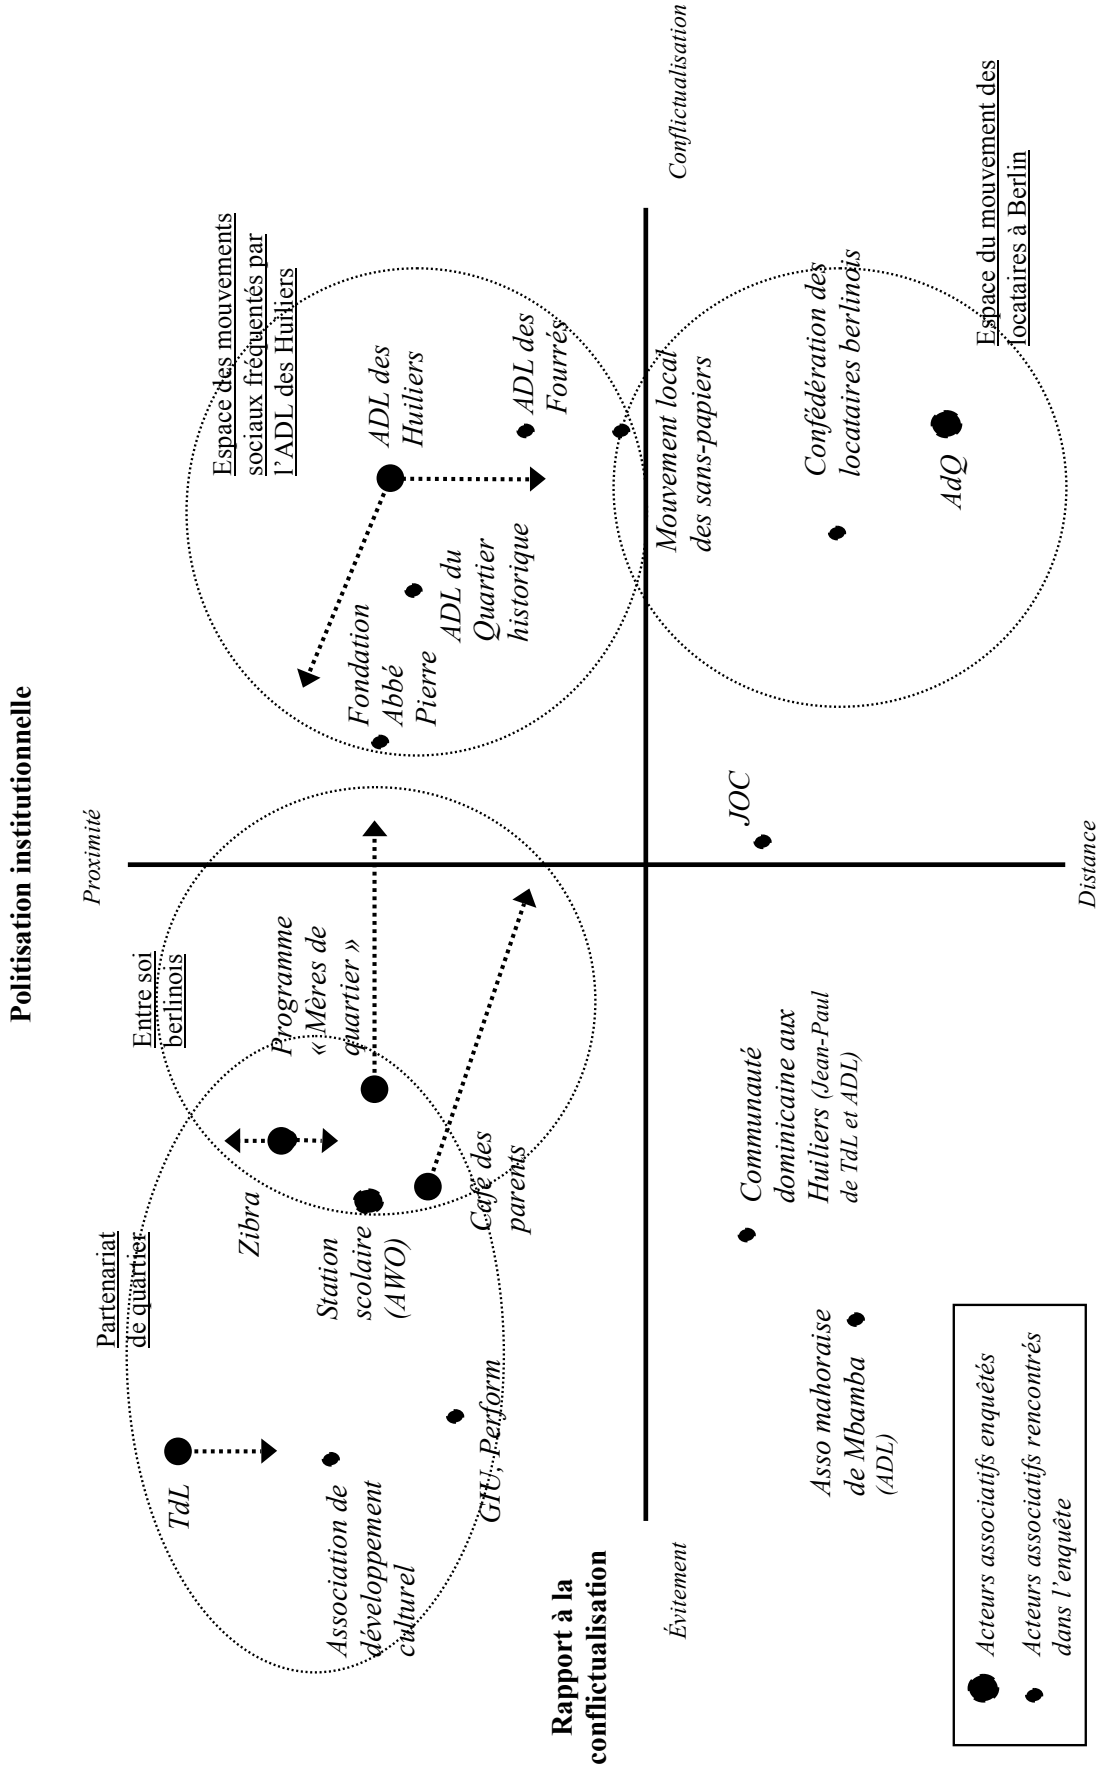 Politisation institutionnelle
Proximité
Partenariat
de quartier
Entre soi
berlinois
Espace des mouvements
sociaux fréquentés par
l’ADL des Huiliers
TdL
Zibra
Programme
« Mères de
quartier »
Station
scolaire
(AWO)
Café des
parents
Association de
développement
culturel
GIU, Perform
Fondation
Abbé
Pierre
ADL du
Quartier
historique
ADL des
Huiliers
ADL des
Fourrés
Rapport à la
conflictualisation
Évitement
Conflictualisation
Mouvement local
des sans-papiers
JOC
Communauté
dominicaine aux
Huiliers (Jean-Paul
de TdL et ADL)
Asso mahoraise
de Mbamba
(ADL)
Confédération des
locataires berlinois
AdQ
Espace du mouvement des
locataires à Berlin
Distance
Acteurs associatifs enquêtés
Acteurs associatifs rencontrés
dans l’enquête